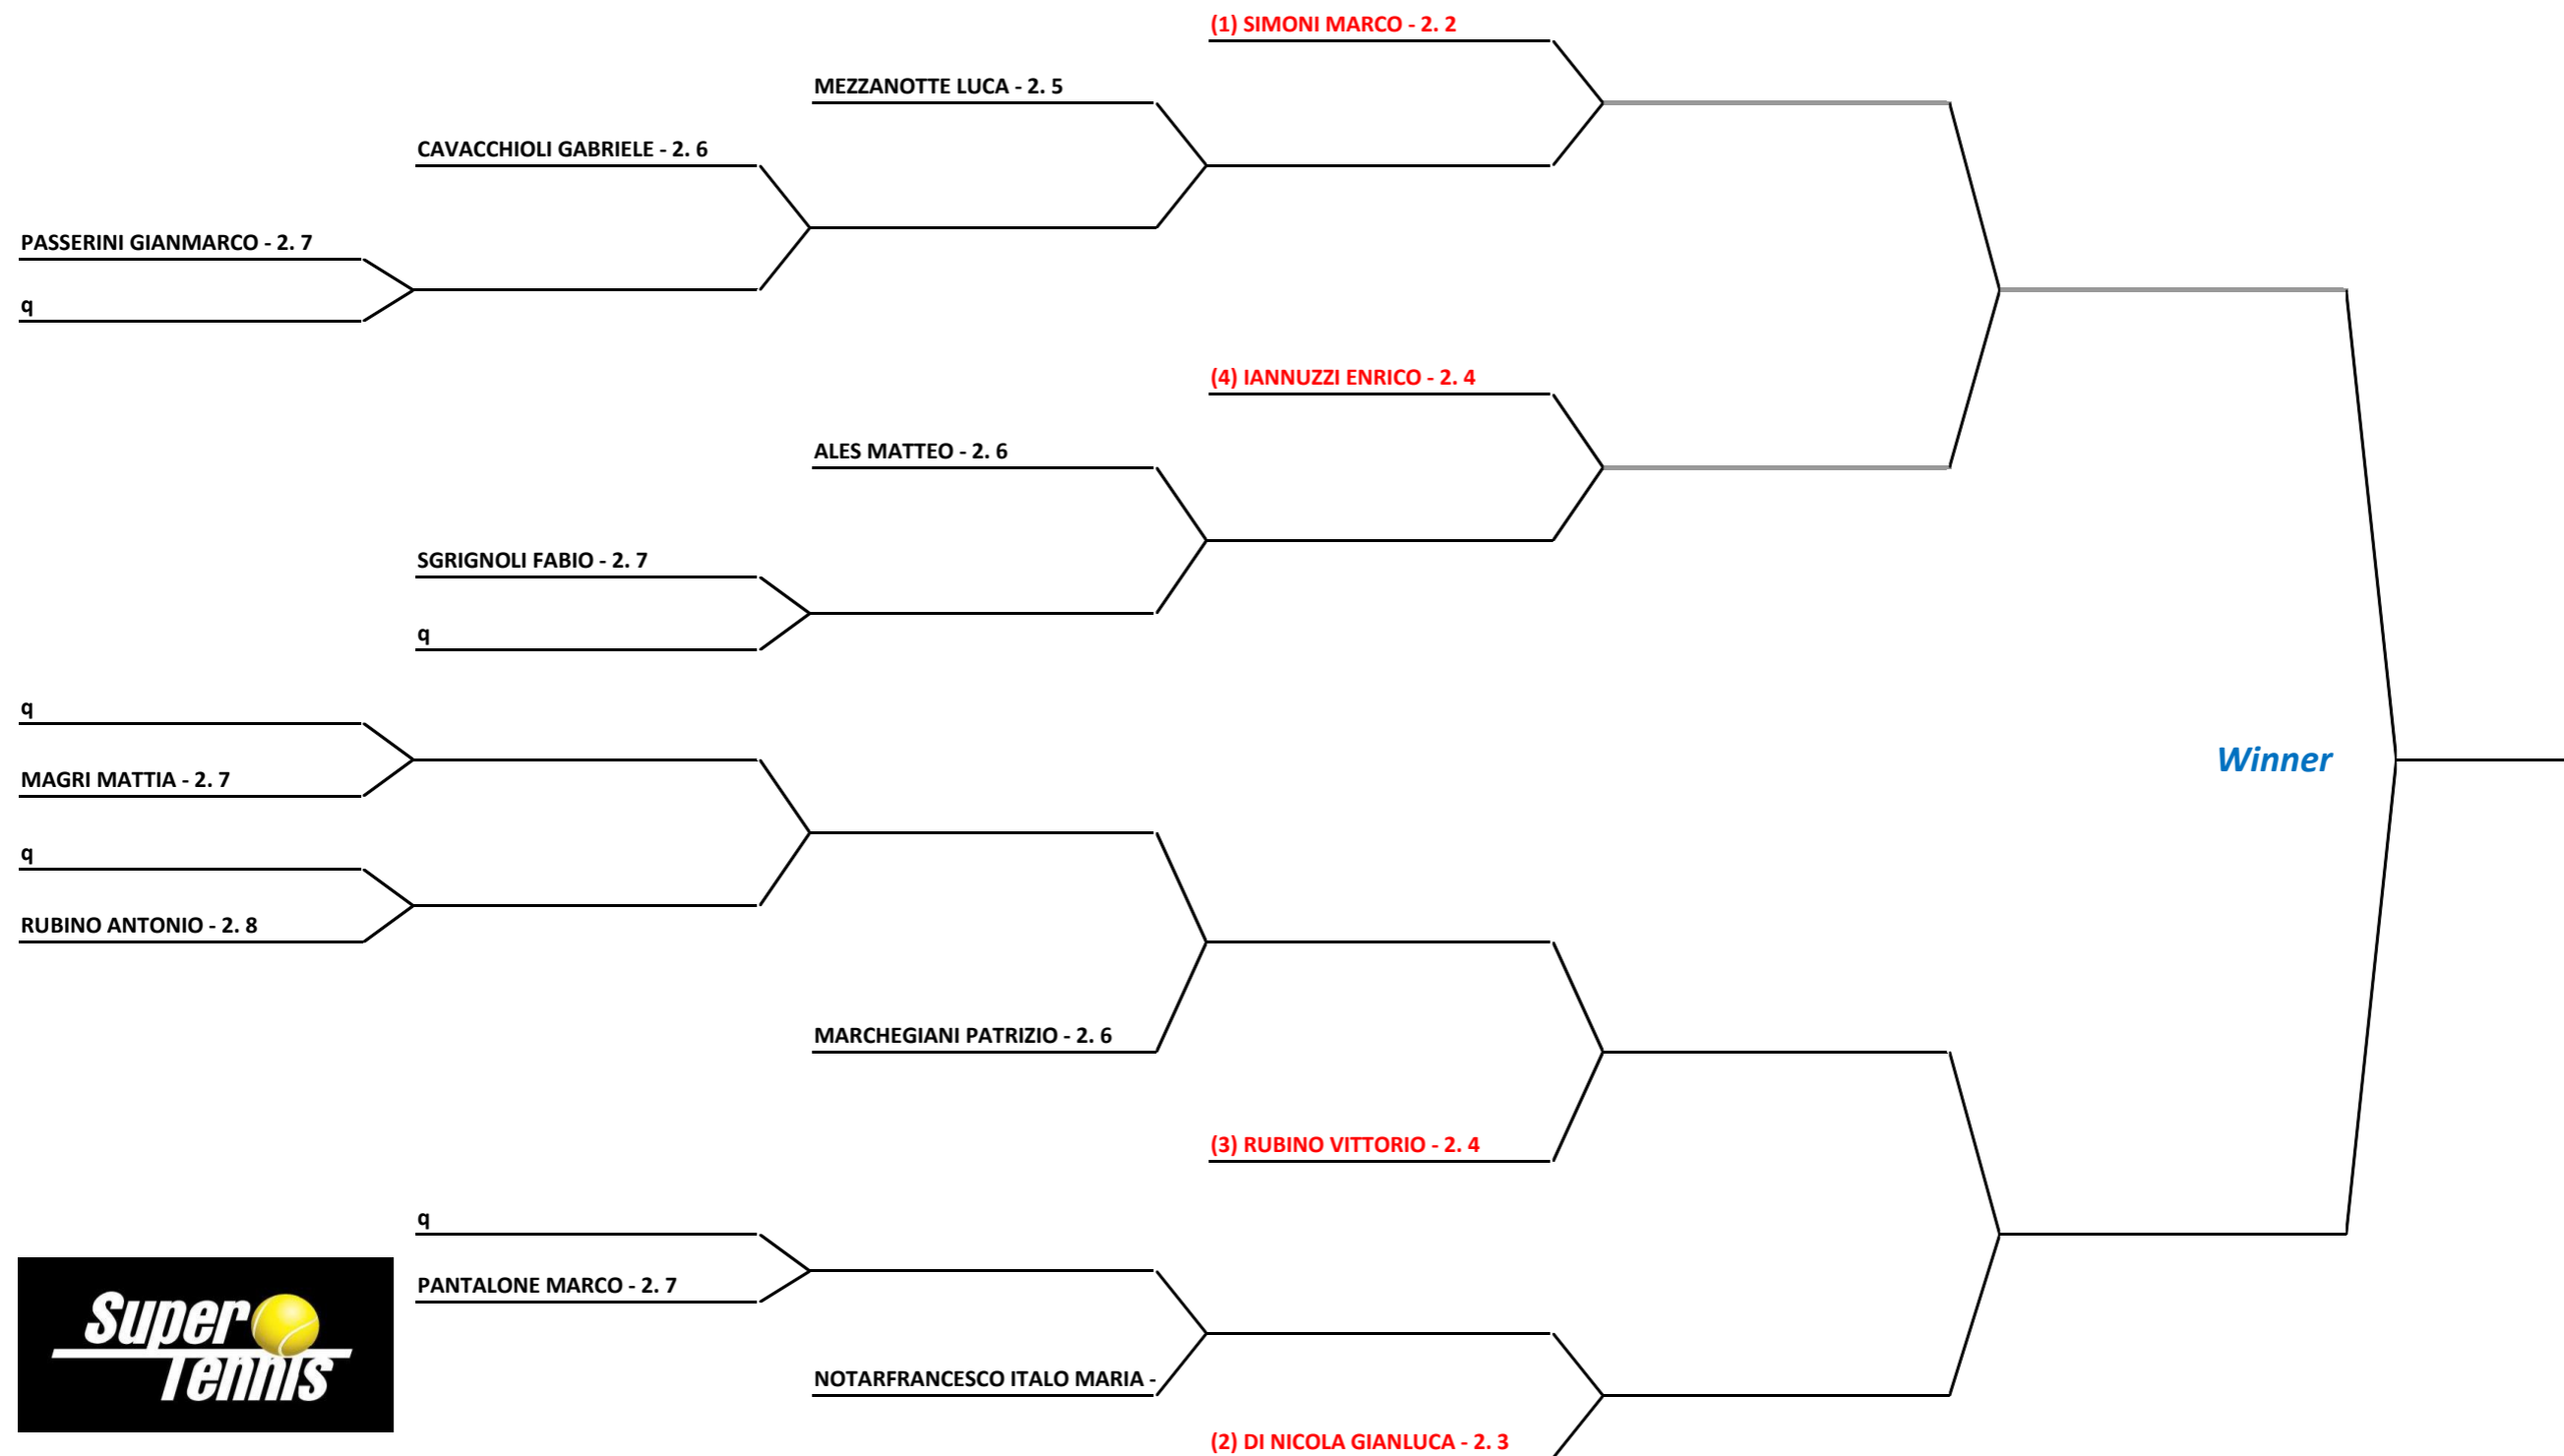 (1) SIMONI MARCO - 2. 2
MEZZANOTTE LUCA - 2. 5
CAVACCHIOLI GABRIELE - 2. 6
PASSERINI GIANMARCO - 2. 7
q
(4) IANNUZZI ENRICO - 2. 4
ALES MATTEO - 2. 6
SGRIGNOLI FABIO - 2. 7
q
q
Winner
MAGRI MATTIA - 2. 7
q
RUBINO ANTONIO - 2. 8
MARCHEGIANI PATRIZIO - 2. 6
(3) RUBINO VITTORIO - 2. 4
q
PANTALONE MARCO - 2. 7
Super
Tennis
NOTARFRANCESCO ITALO MARIA -
(2) DI NICOLA GIANLUCA - 2. 3